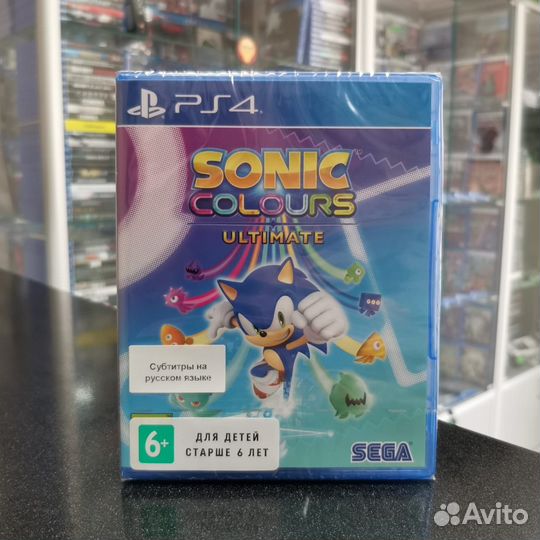 PS4
SONIC
COLOURS
ULTIMATE
Субтитры на
русском языке
6+
ДЛЯ ДЕТЕЙ
СТАРШЕ 6 ЛЕТ
SEGA
Avito